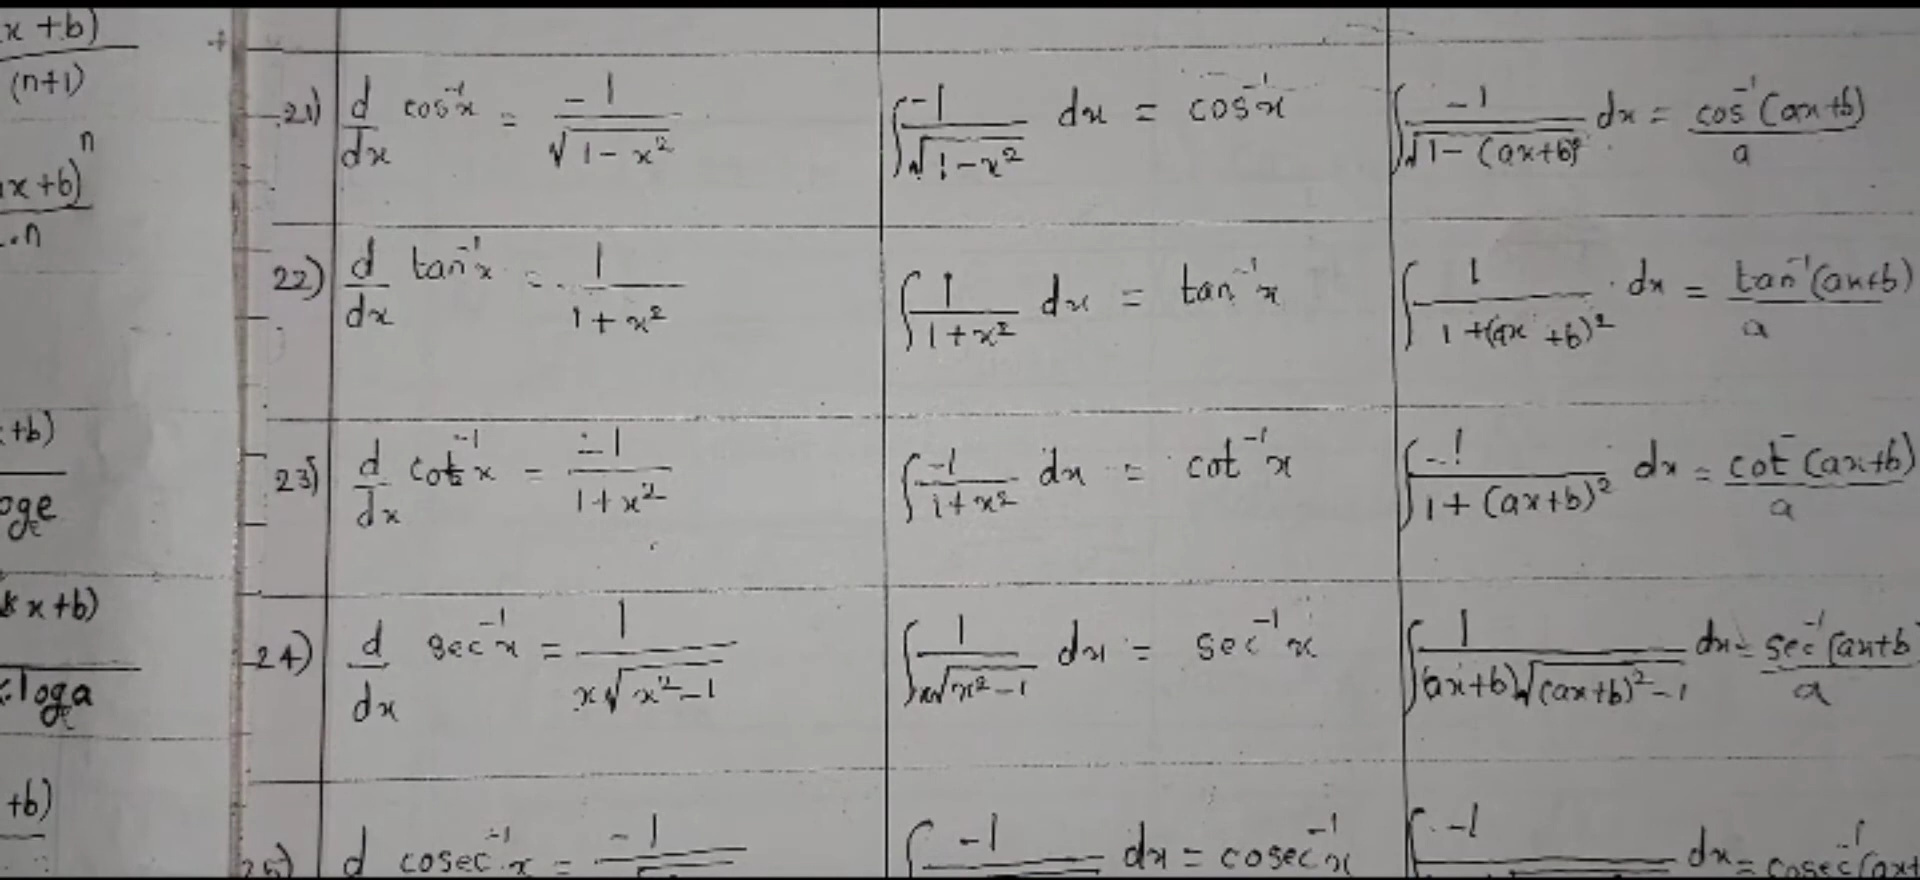 x + b)
(n+1)
x + b)ⁿ
. n
+b)
loge
x + b)
. loga
+b)
21) d/dx cos⁻¹x = -1/√(1 - x²) ∫ -1/√(1 - x²) dx = cos⁻¹x ∫ -1/√(1 - (ax+b)²) dx = cos⁻¹(ax+b)/a
22) d/dx tan⁻¹x = 1/(1 + x²) ∫ 1/(1 + x²) dx = tan⁻¹x ∫ 1/(1 + (ax + b)²) dx = tan⁻¹(ax+b)/a
23) d/dx cot⁻¹x = -1/(1 + x²) ∫ -1/(1 + x²) dx = cot⁻¹x ∫ -1/(1 + (ax+b)²) dx = cot⁻(ax+b)/a
24) d/dx sec⁻¹x = 1/(x√(x² - 1)) ∫ 1/(x√(x² - 1)) dx = sec⁻¹x ∫ 1/((ax+b)√((ax+b)² - 1)) dx = sec⁻¹(ax+b/a
25) d cosec⁻¹x = -1 ∫ -1 dx = cosec⁻¹x ∫ -1 dx = cosec⁻¹(ax+